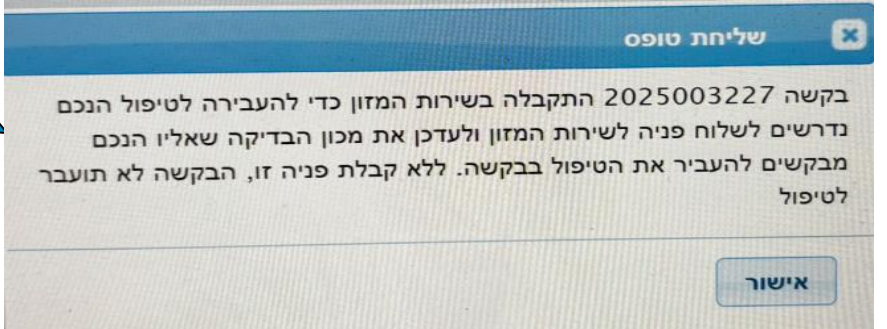 שליחת טופס
בקשה 2025003227 התקבלה בשירות המזון כדי להעבירה לטיפול הנכם
נדרשים לשלוח פניה לשירות המזון ולעדכן את מכון הבדיקה שאליו הנכם
מבקשים להעביר את הטיפול בבקשה. ללא קבלת פניה זו, הבקשה לא תועבר
לטיפול
אישור